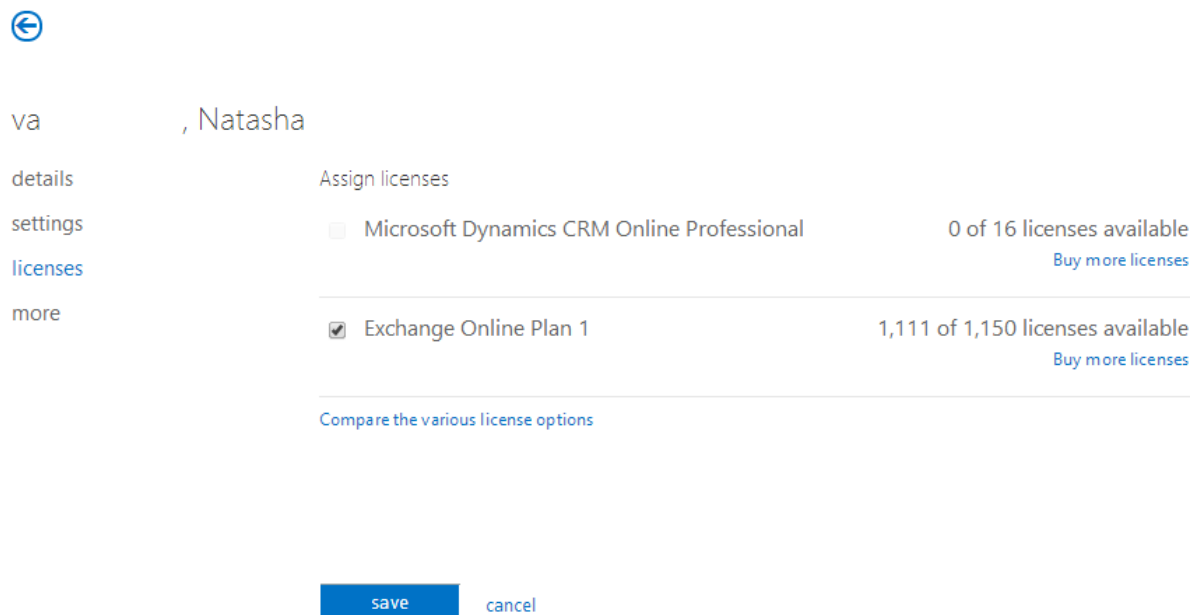 va , Natasha
details
settings
licenses
more
Assign licenses
Microsoft Dynamics CRM Online Professional
0 of 16 licenses available
Buy more licenses
Exchange Online Plan 1
1,111 of 1,150 licenses available
Buy more licenses
Compare the various license options
save
cancel